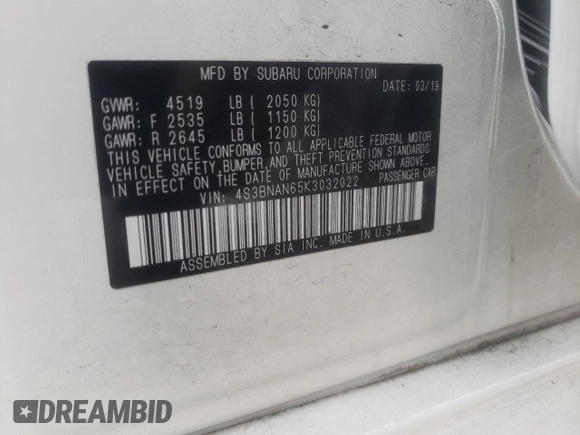 MFD BY SUBARU CORPORATION
DATE: 03/19
GVWR: 4519 LB ( 2050 KG)
GAWR: F 2535 LB ( 1150 KG)
GAWR: R 2645 LB ( 1200 KG)
THIS VEHICLE CONFORMS TO ALL APPLICABLE FEDERAL MOTOR
VEHICLE SAFETY,BUMPER,AND THEFT PREVENTION STANDARDS
IN EFFECT ON THE DATE OF MANUFACTURE SHOWN ABOVE.
VIN: 4S3BNAN65K3032022 PASSENGER CAR
ASSEMBLED BY SIA INC. MADE IN U.S.A.
DREAMBID